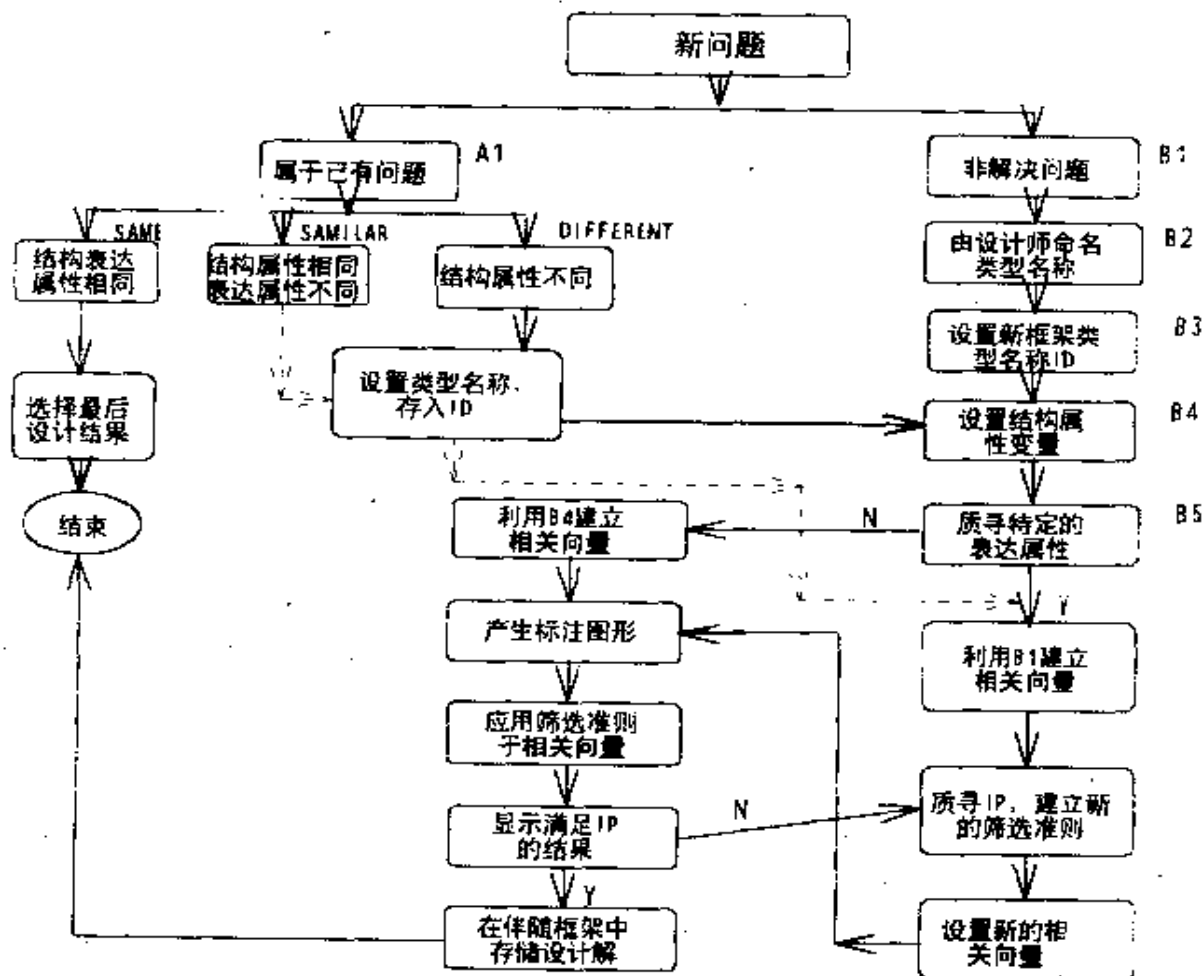 新问题
属于已有问题
A1
非解决问题
B1
SAME
SAMILAR
DIFFERENT
结构表达
属性相同
结构属性相同
表达属性不同
结构属性不同
由设计师命名
类型名称
B2
设置新框架类
型名称ID
B3
设置类型名称、
存入ID
选择最后
设计结果
设置结构属
性变量
B4
结束
利用B4建立
相关向量
N
质寻特定的
表达属性
B5
Y
产生标注图形
利用B1建立
相关向量
应用筛选准则
于相关向量
显示满足IP
的结果
N
质寻IP，建立新
的筛选准则
Y
在伴随框架中
存储设计解
设置新的相
关向量